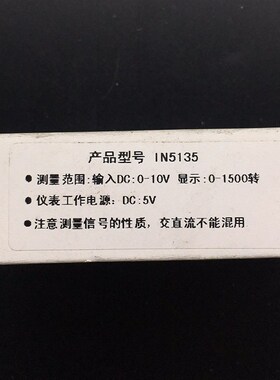 产品型号 IN5135
● 测量范围:输入DC:0-10V 显示:0-1500转
● 仪表工作电源: DC:5V
● 注意测量信号的性质，交直流不能混用